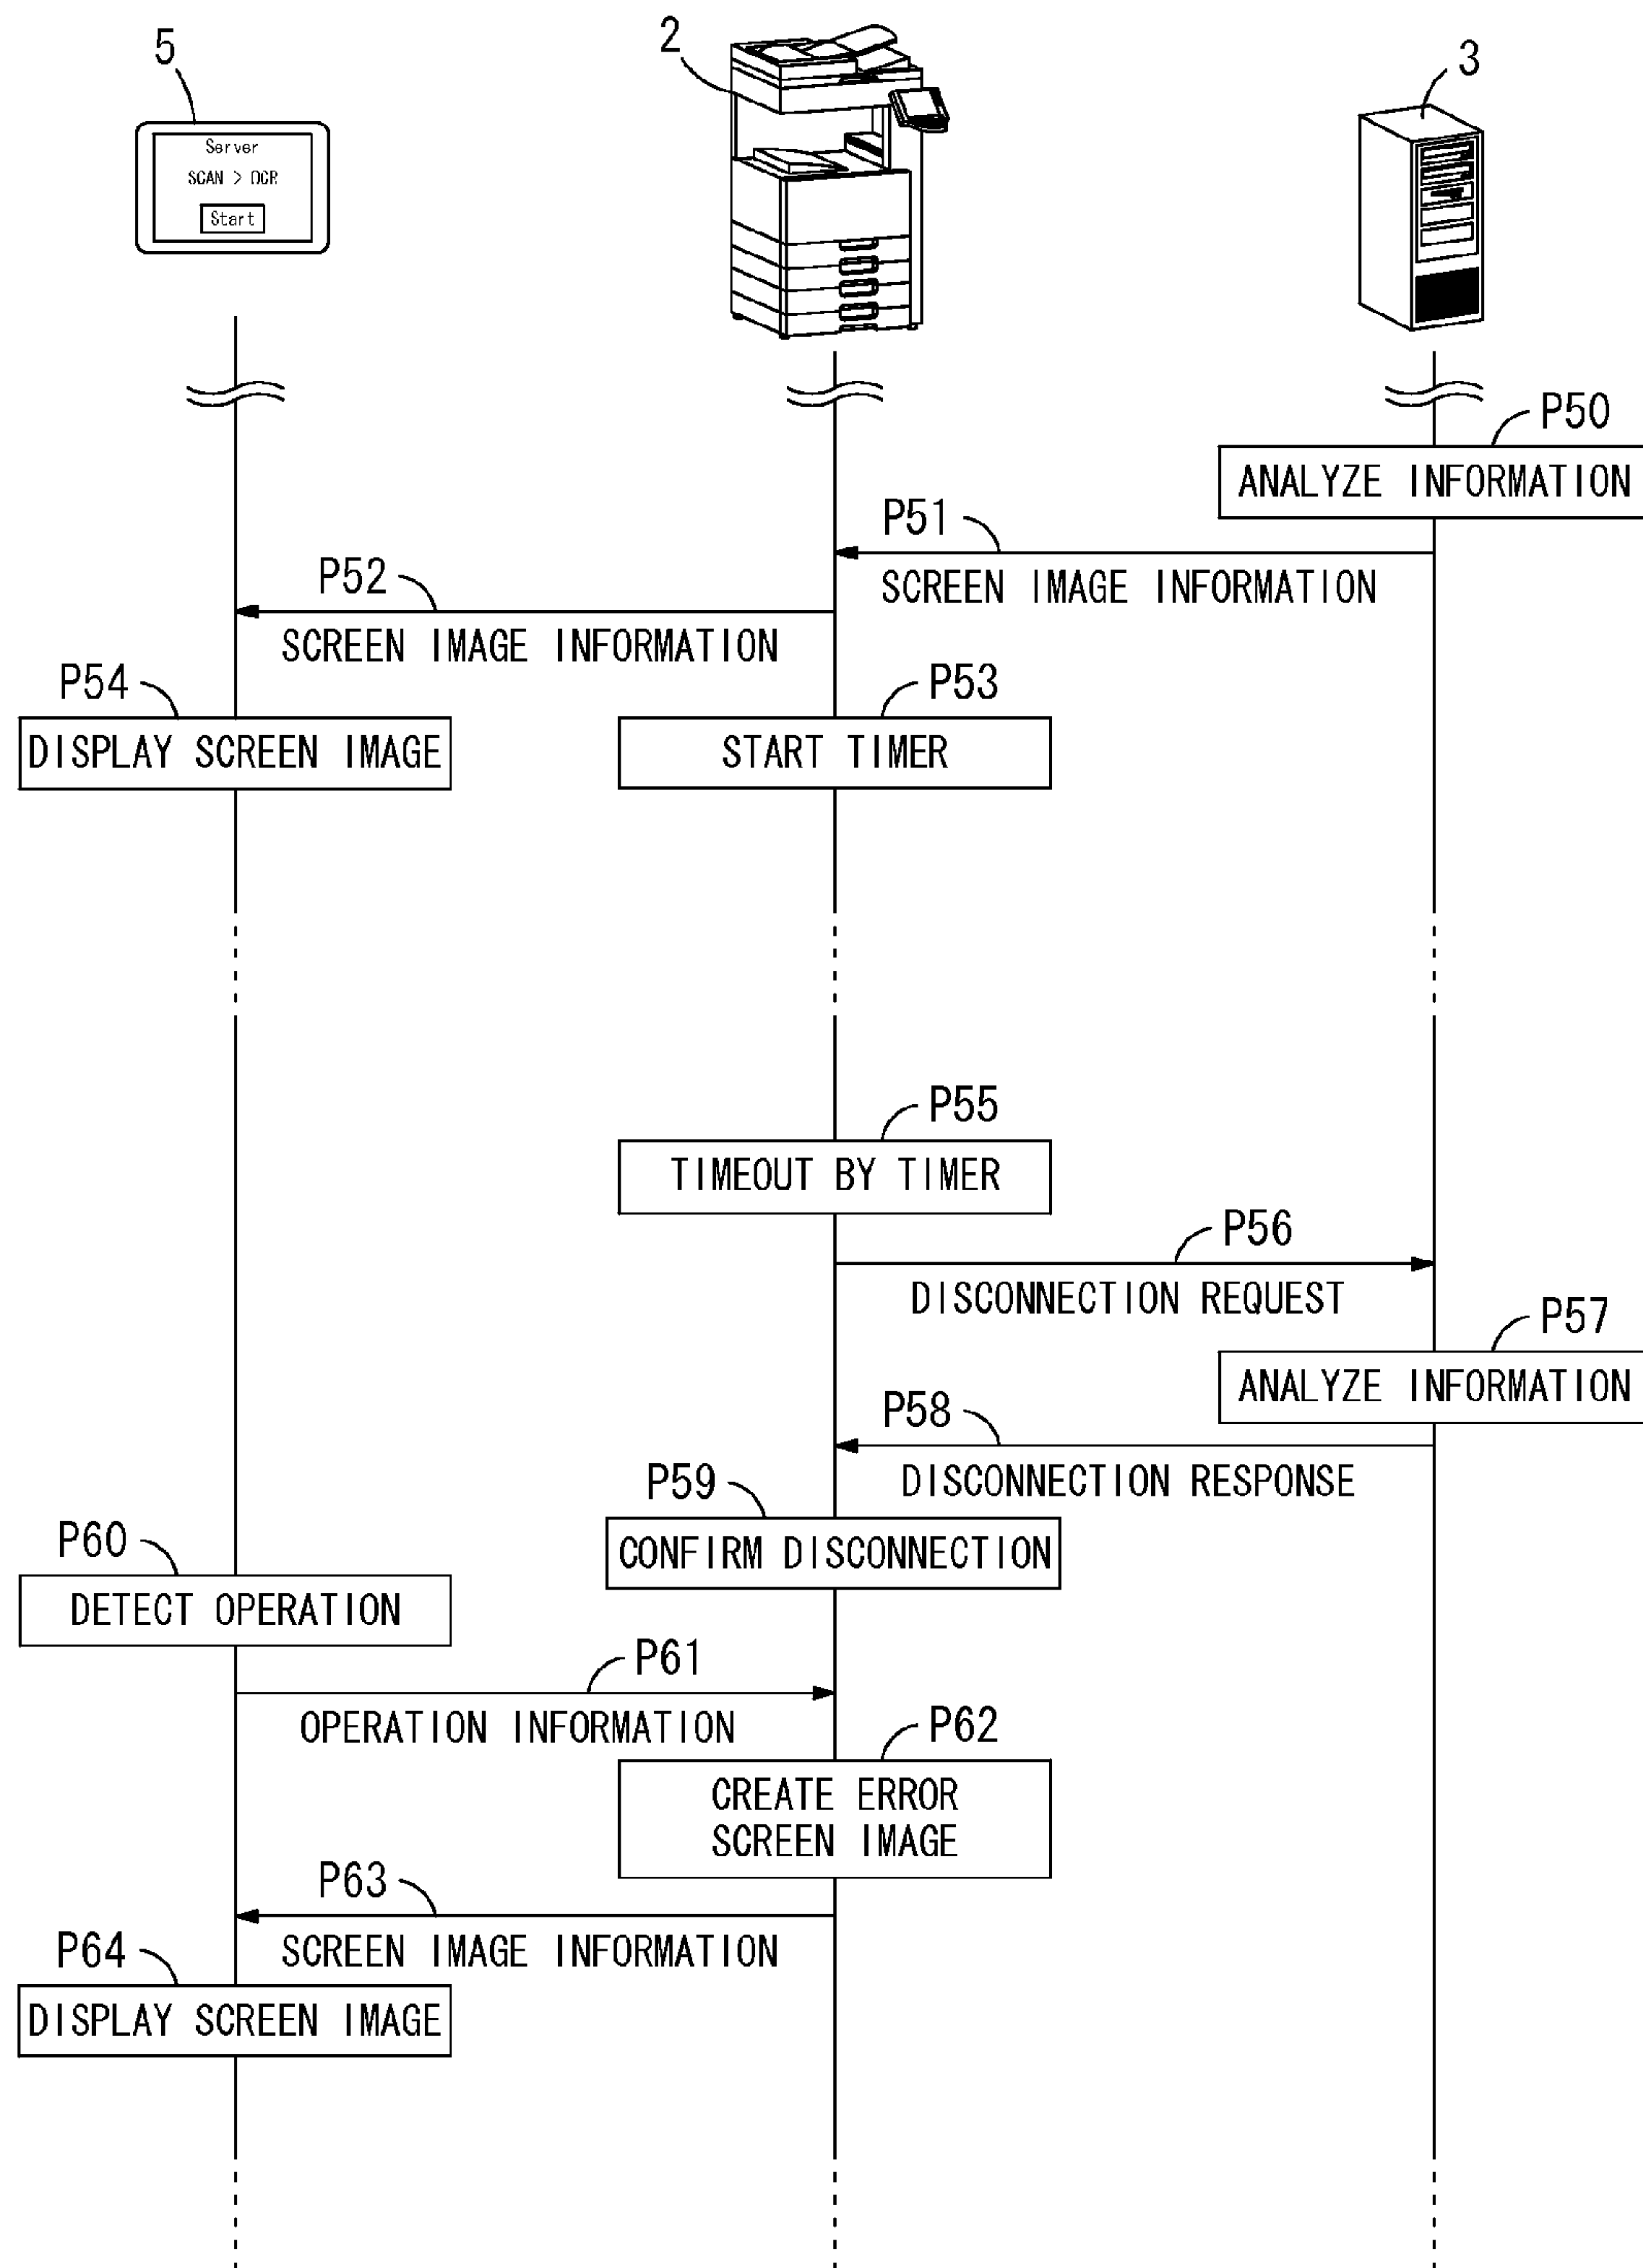 5
2
3
Server
SCAN > OCR
Start
P50
ANALYZE INFORMATION
P51
SCREEN IMAGE INFORMATION
P52
SCREEN IMAGE INFORMATION
P54
DISPLAY SCREEN IMAGE
P53
START TIMER
P55
TIMEOUT BY TIMER
P56
DISCONNECTION REQUEST
P57
ANALYZE INFORMATION
P58
DISCONNECTION RESPONSE
P59
CONFIRM DISCONNECTION
P60
DETECT OPERATION
P61
OPERATION INFORMATION
P62
CREATE ERROR
SCREEN IMAGE
P63
SCREEN IMAGE INFORMATION
P64
DISPLAY SCREEN IMAGE